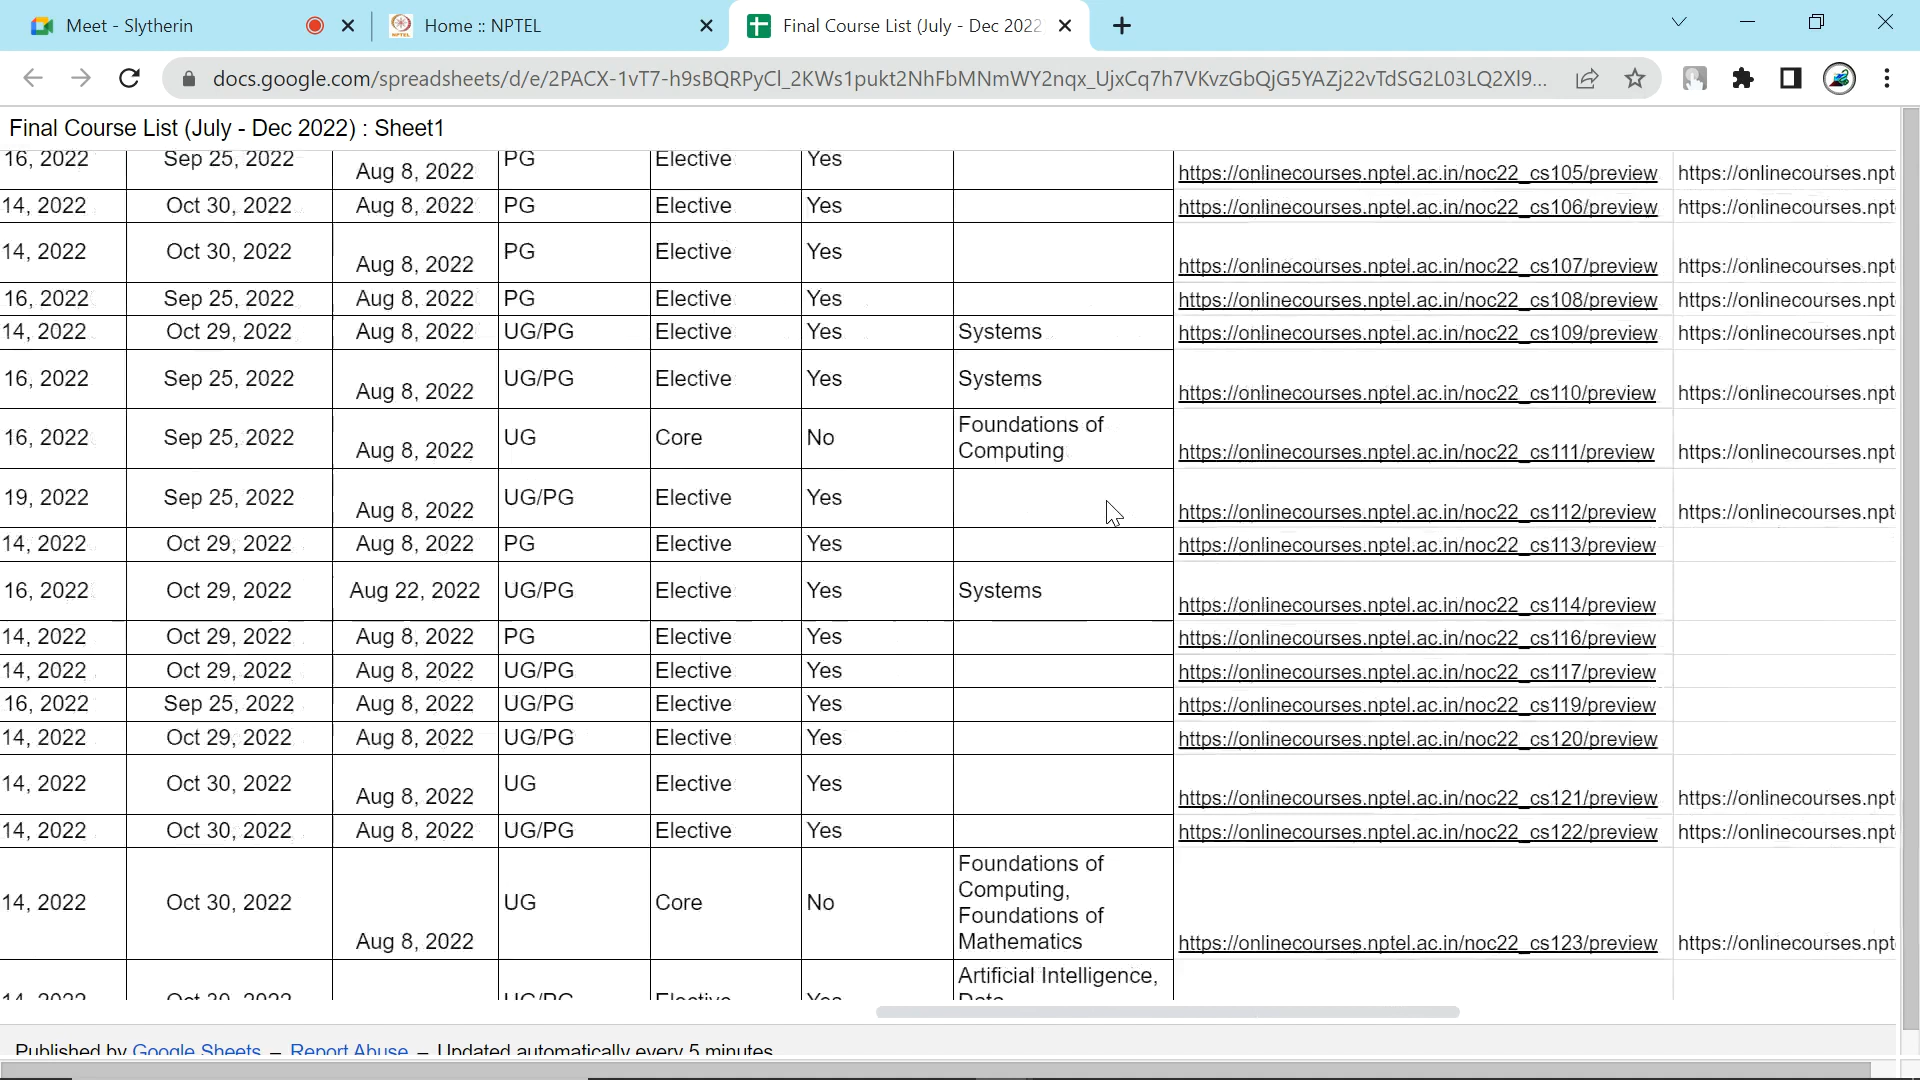 Meet - Slytherin
Home :: NPTEL
Final Course List (July - Dec 2022
docs.google.com/spreadsheets/d/e/2PACX-1vT7-h9sBQRPyCl_2KWs1pukt2NhFbMNmWY2nqx_UjxCq7h7VKvzGbQjG5YAZj22vTdSG2L03LQ2Xl9...
Final Course List (July - Dec 2022) : Sheet1
16, 2022 Sep 25, 2022 Aug 8, 2022 PG Elective Yes https://onlinecourses.nptel.ac.in/noc22_cs105/preview https://onlinecourses.npt
14, 2022 Oct 30, 2022 Aug 8, 2022 PG Elective Yes https://onlinecourses.nptel.ac.in/noc22_cs106/preview https://onlinecourses.npt
14, 2022 Oct 30, 2022 Aug 8, 2022 PG Elective Yes https://onlinecourses.nptel.ac.in/noc22_cs107/preview https://onlinecourses.npt
16, 2022 Sep 25, 2022 Aug 8, 2022 PG Elective Yes https://onlinecourses.nptel.ac.in/noc22_cs108/preview https://onlinecourses.npt
14, 2022 Oct 29, 2022 Aug 8, 2022 UG/PG Elective Yes Systems https://onlinecourses.nptel.ac.in/noc22_cs109/preview https://onlinecourses.npt
16, 2022 Sep 25, 2022 Aug 8, 2022 UG/PG Elective Yes Systems https://onlinecourses.nptel.ac.in/noc22_cs110/preview https://onlinecourses.npt
16, 2022 Sep 25, 2022 Aug 8, 2022 UG Core No Foundations of
Computing https://onlinecourses.nptel.ac.in/noc22_cs111/preview https://onlinecourses.npt
19, 2022 Sep 25, 2022 Aug 8, 2022 UG/PG Elective Yes https://onlinecourses.nptel.ac.in/noc22_cs112/preview https://onlinecourses.npt
14, 2022 Oct 29, 2022 Aug 8, 2022 PG Elective Yes https://onlinecourses.nptel.ac.in/noc22_cs113/preview
16, 2022 Oct 29, 2022 Aug 22, 2022 UG/PG Elective Yes Systems https://onlinecourses.nptel.ac.in/noc22_cs114/preview
14, 2022 Oct 29, 2022 Aug 8, 2022 PG Elective Yes https://onlinecourses.nptel.ac.in/noc22_cs116/preview
14, 2022 Oct 29, 2022 Aug 8, 2022 UG/PG Elective Yes https://onlinecourses.nptel.ac.in/noc22_cs117/preview
16, 2022 Sep 25, 2022 Aug 8, 2022 UG/PG Elective Yes https://onlinecourses.nptel.ac.in/noc22_cs119/preview
14, 2022 Oct 29, 2022 Aug 8, 2022 UG/PG Elective Yes https://onlinecourses.nptel.ac.in/noc22_cs120/preview
14, 2022 Oct 30, 2022 Aug 8, 2022 UG Elective Yes https://onlinecourses.nptel.ac.in/noc22_cs121/preview https://onlinecourses.npt
14, 2022 Oct 30, 2022 Aug 8, 2022 UG/PG Elective Yes https://onlinecourses.nptel.ac.in/noc22_cs122/preview https://onlinecourses.npt
14, 2022 Oct 30, 2022 Aug 8, 2022 UG Core No Foundations of
Computing,
Foundations of
Mathematics https://onlinecourses.nptel.ac.in/noc22_cs123/preview https://onlinecourses.npt
14, 2022 Oct 30, 2022 UG/PG Elective Yes Artificial Intelligence,
Data
Published by Google Sheets – Report Abuse – Updated automatically every 5 minutes